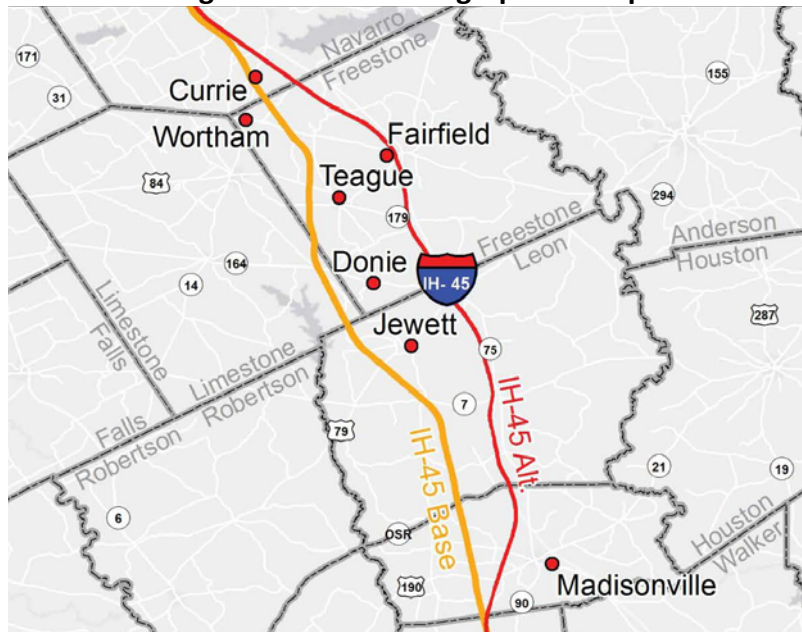 171
31
Currie
Wortham
Navarro
Freestone
155
84
Fairfield
Teague
179
294
Freestone
Leon
Anderson
Houston
14
164
Donie
IH- 45
287
Limestone
Falls
Jewett
75
Limestone
Robertson
7
Falls
Robertson
79
IH-45 Base
IH-45 Alt.
21
19
6
OSR
Houston
Walker
190
90
Madisonville